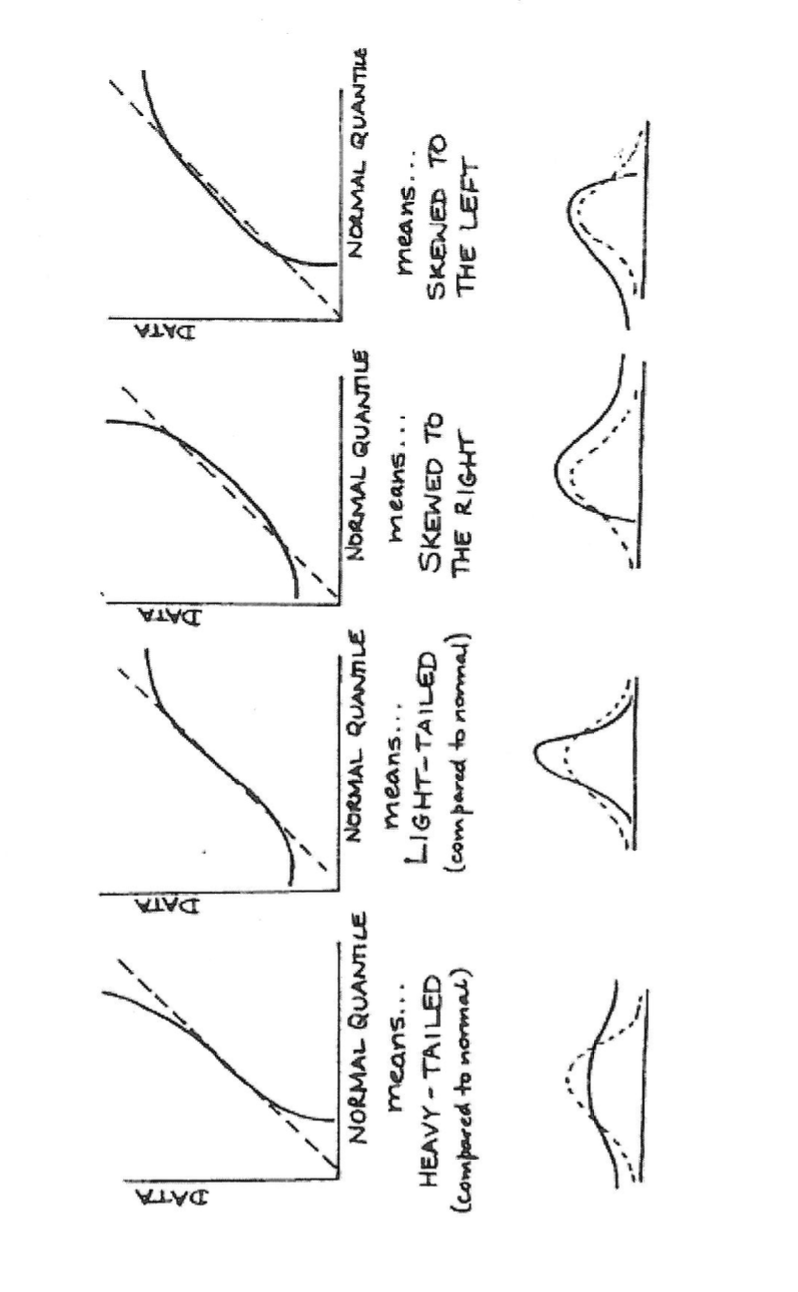 DATA
NORMAL QUANTILE
means...
HEAVY-TAILED
(compared to normal)
DATA
NORMAL QUANTILE
means...
LIGHT-TAILED
(compared to normal)
DATA
NORMAL QUANTILE
means...
SKEWED TO
THE RIGHT
DATA
NORMAL QUANTILE
means...
SKEWED TO
THE LEFT